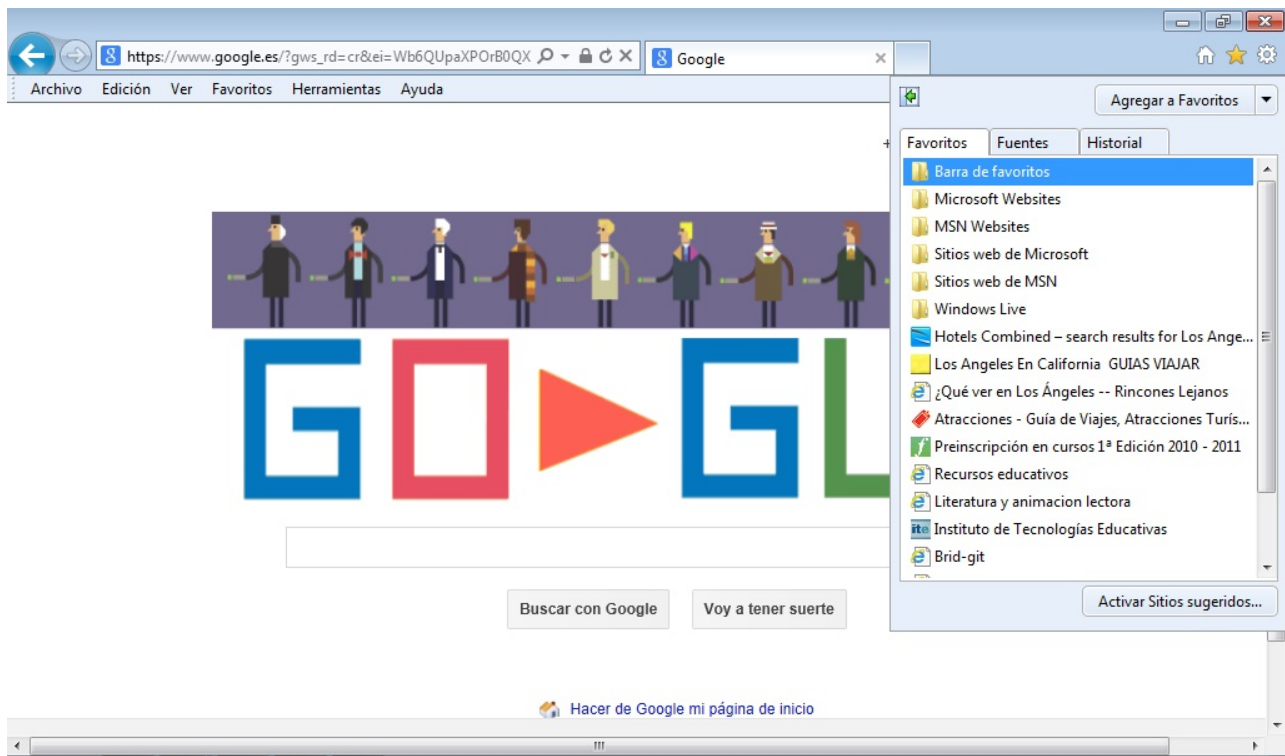 https://www.google.es/?gws_rd=cr&ei=Wb6QUpaXPOrB0QX
Google
Archivo Edición Ver Favoritos Herramientas Ayuda
Agregar a Favoritos
Favoritos Fuentes Historial
Barra de favoritos
Microsoft Websites
MSN Websites
Sitios web de Microsoft
Sitios web de MSN
Windows Live
Hotels Combined – search results for Los Ange...
Los Angeles En California GUIAS VIAJAR
¿Qué ver en Los Ángeles -- Rincones Lejanos
Atracciones - Guía de Viajes, Atracciones Turís...
Preinscripción en cursos 1ª Edición 2010 - 2011
Recursos educativos
Literatura y animacion lectora
ite Instituto de Tecnologías Educativas
Brid-git
Activar Sitios sugeridos...
GO GL
Buscar con Google Voy a tener suerte
Hacer de Google mi página de inicio